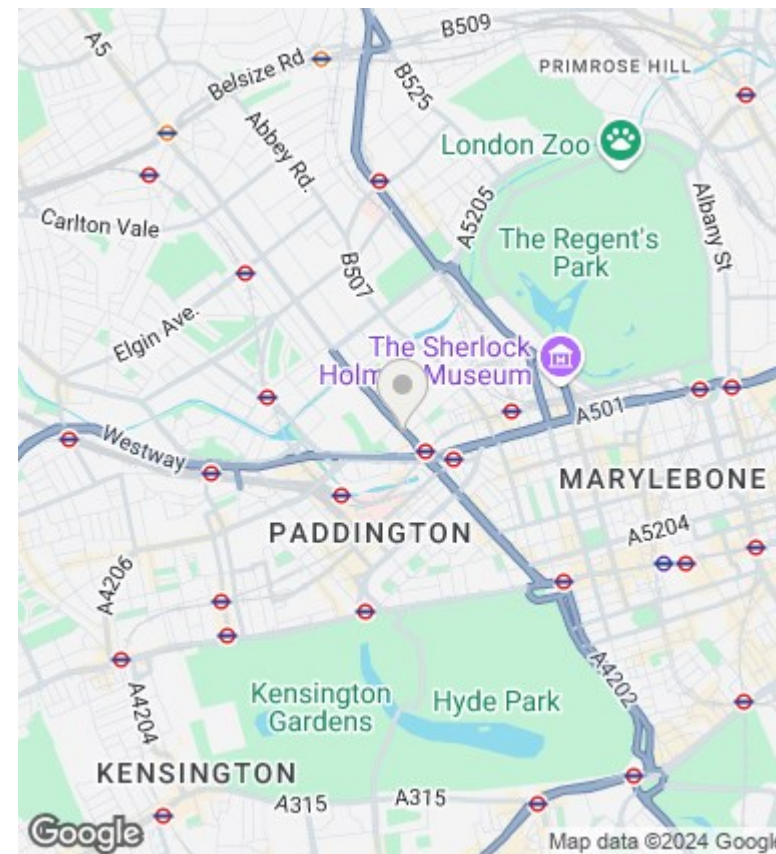 B509
A5
Belsize Rd
PRIMROSE HILL
B525
Abbey Rd.
London Zoo
A5205
Albany St
Carlton Vale
The Regent's
Park
B507
Elgin Ave.
The Sherlock
Holm Museum
A501
Westway
MARYLEBONE
PADDINGTON
A5204
A4206
A4202
Kensington
Gardens
Hyde Park
A4204
KENSINGTON
A315
A315
Google
Map data ©2024 Google